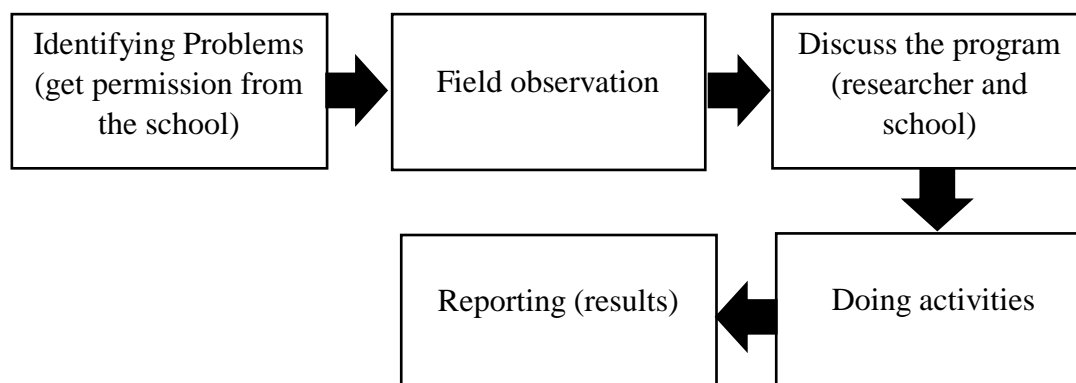 Identifying Problems
(get permission from
the school)
Field observation
Discuss the program
(researcher and
school)
Reporting (results)
Doing activities